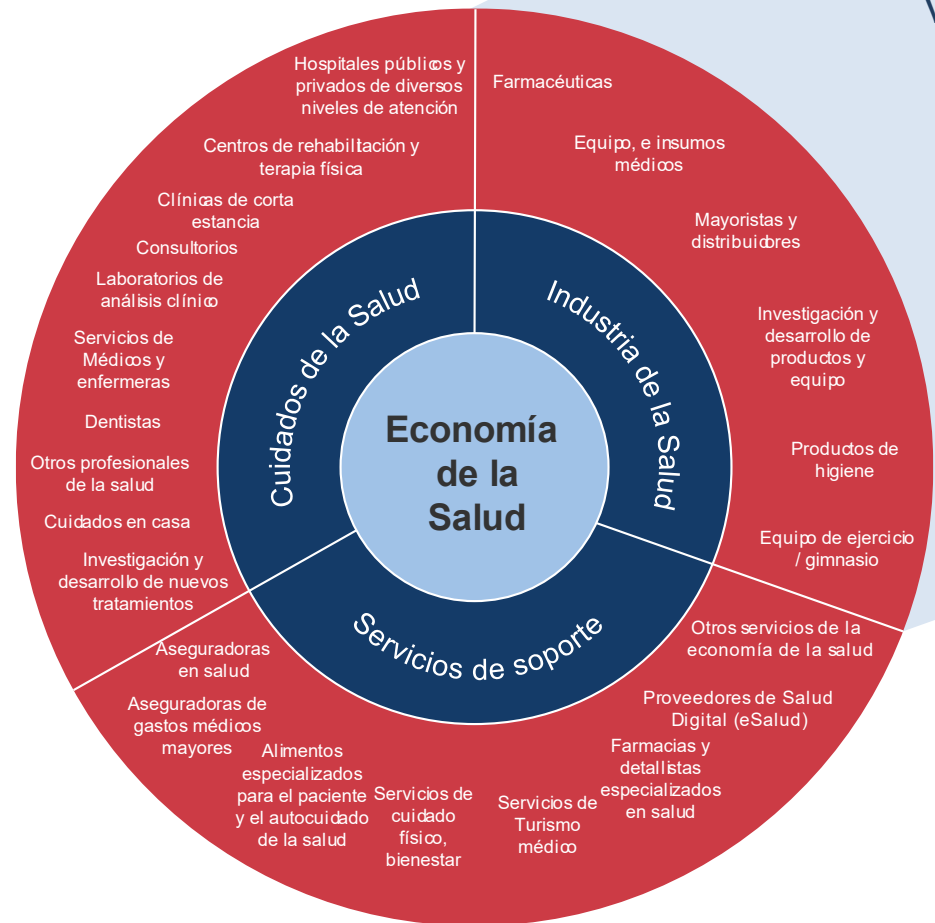 Hospitales públicos y
privados de diversos
niveles de atención
Centros de rehabilitación y
terapia física
Clínicas de corta
estancia
Consultorios
Laboratorios de
análisis clínico
Servicios de
Médicos y
enfermeras
Dentistas
Otros profesionales
de la salud
Cuidados en casa
Investigación y
desarrollo de nuevos
tratamientos
Farmacéuticas
Equipo, e insumos
médicos
Mayoristas y
distribuidores
Investigación y
desarrollo de
productos y
equipo
Productos de
higiene
Equipo de ejercicio
/ gimnasio
Cuidados de la Salud
Industria de la Salud
Economía
de la
Salud
Servicios de soporte
Aseguradoras
en salud
Aseguradoras de
gastos médicos
mayores
Alimentos
especializados
para el paciente
y el autocuidado
de la salud
Servicios de
cuidado
físico,
bienestar
Servicios de
Turismo
médico
Farmacias y
detallistas
especializados
en salud
Proveedores de Salud
Digital (eSalud)
Otros servicios de la
economía de la salud